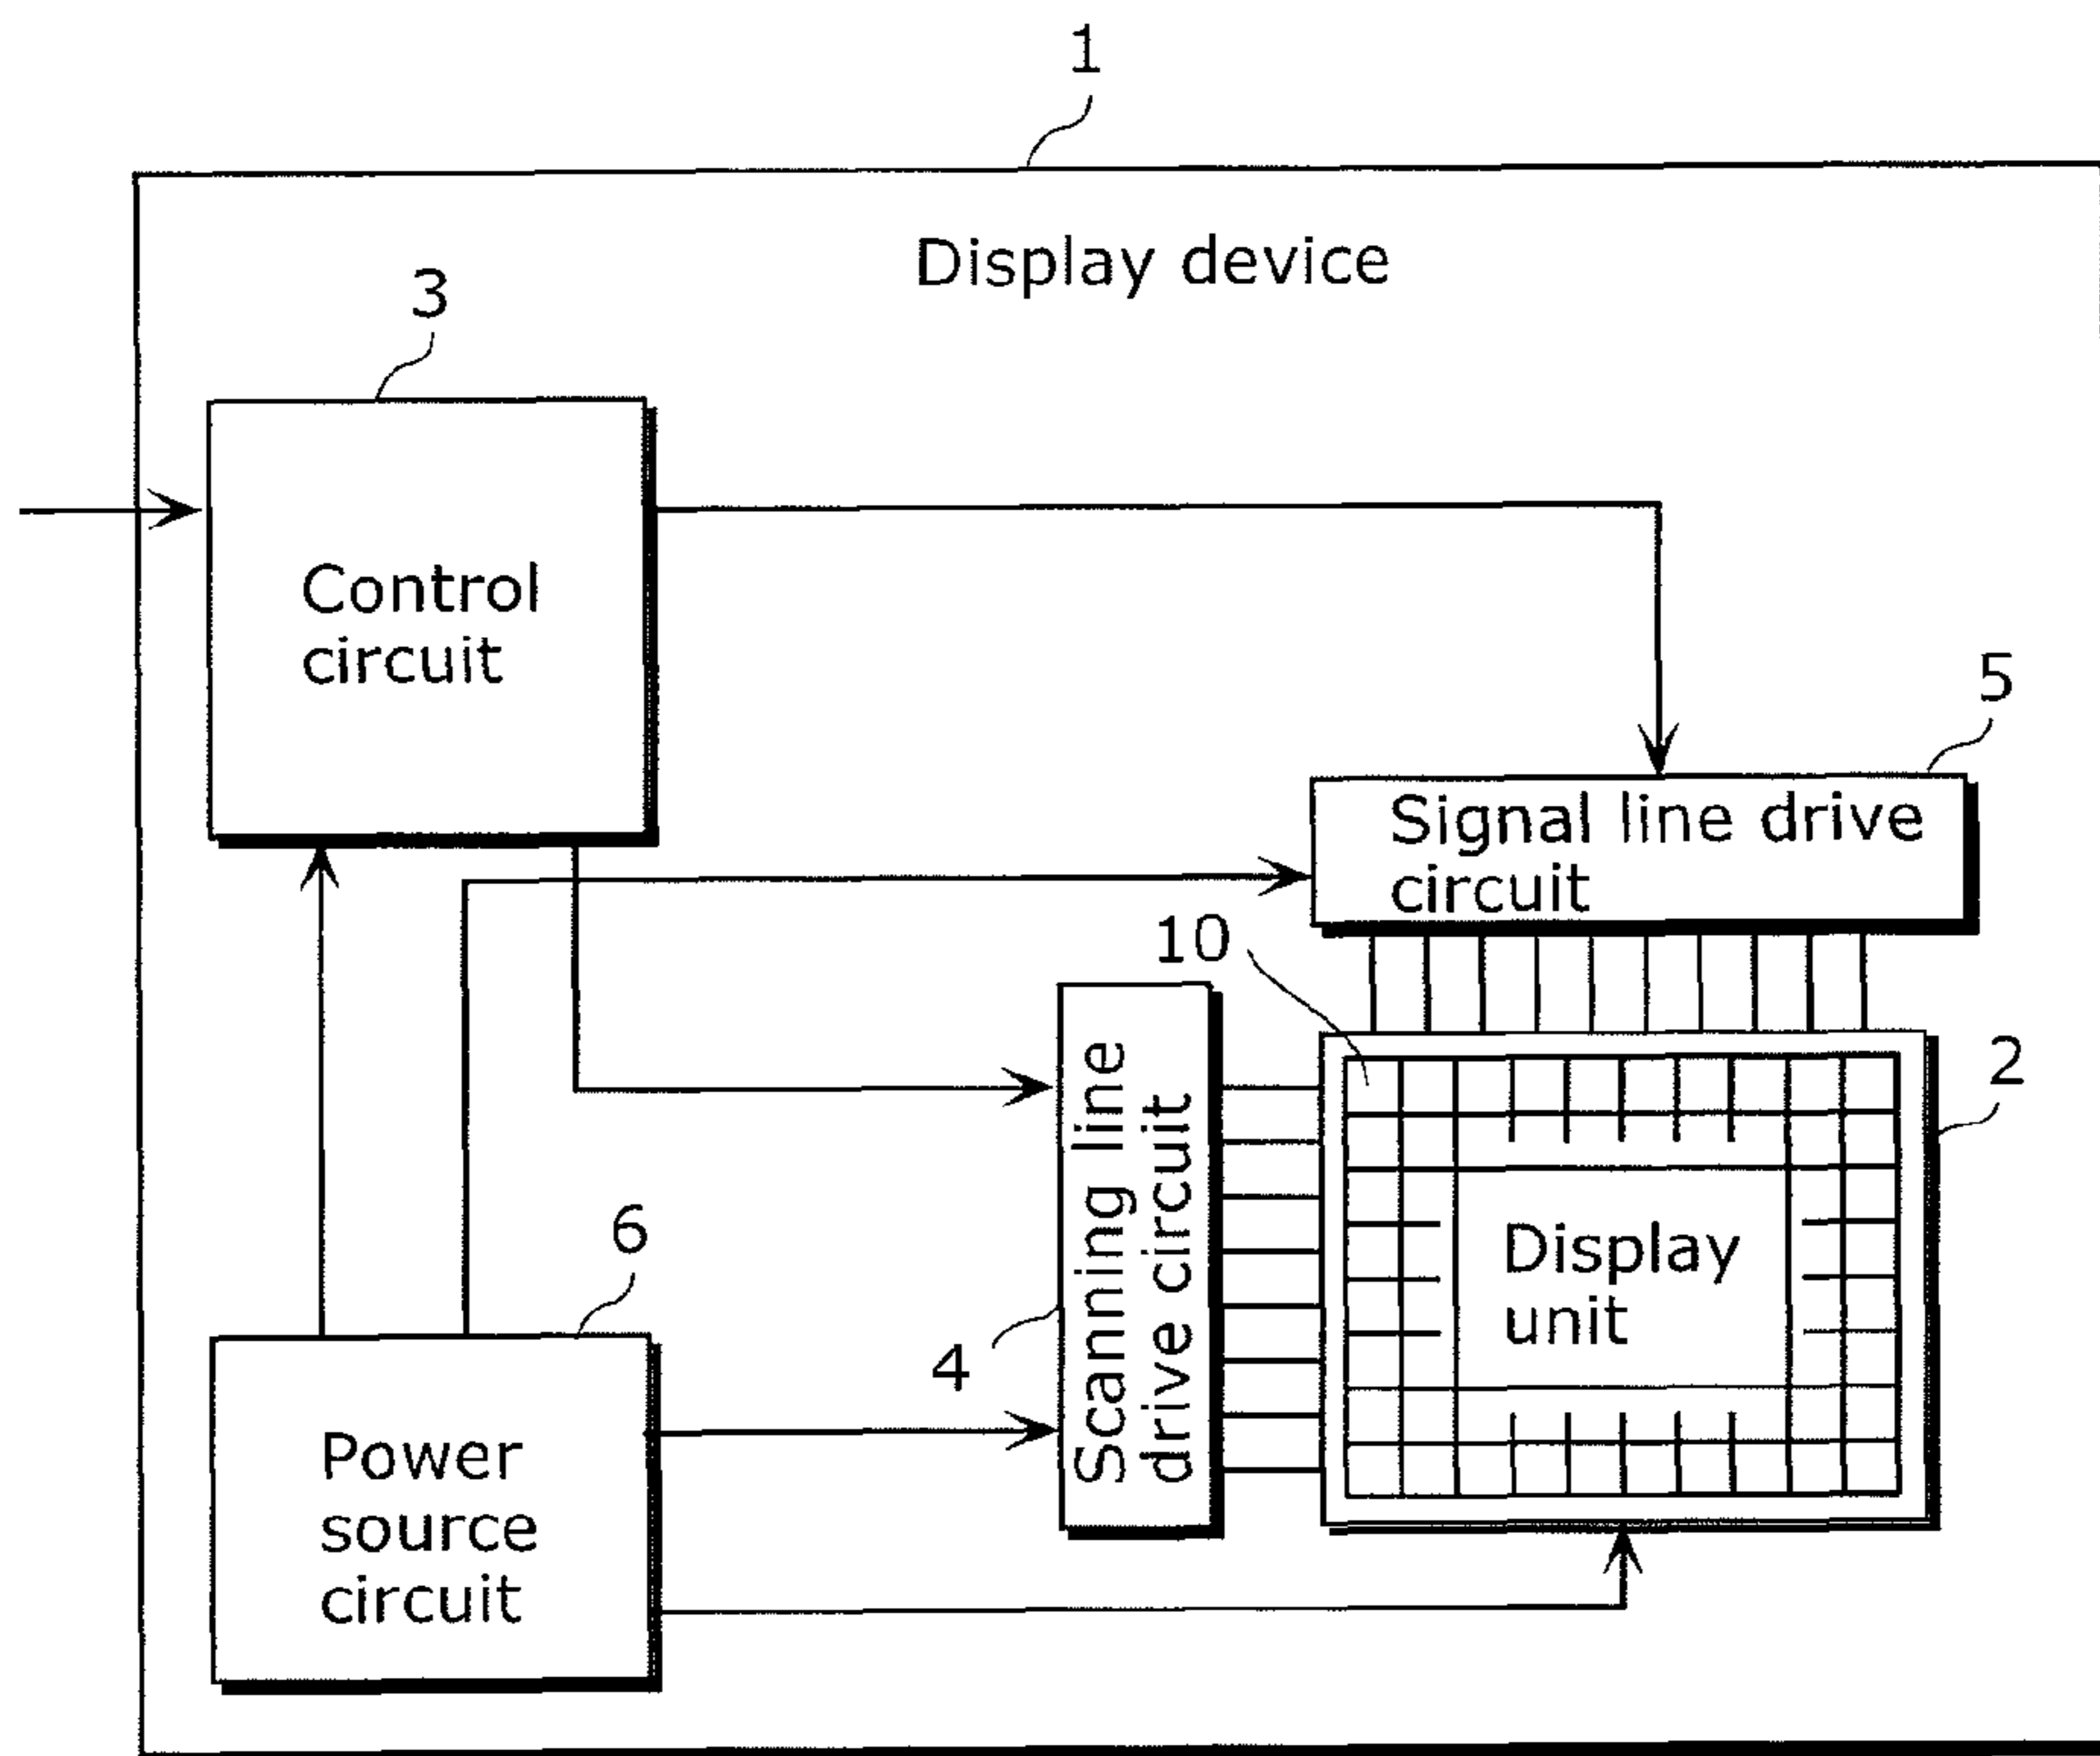 1
Display device
3
Control
circuit
5
Signal line drive
circuit
10
2
Scanning line
drive circuit
Display
unit
6
4
Power
source
circuit